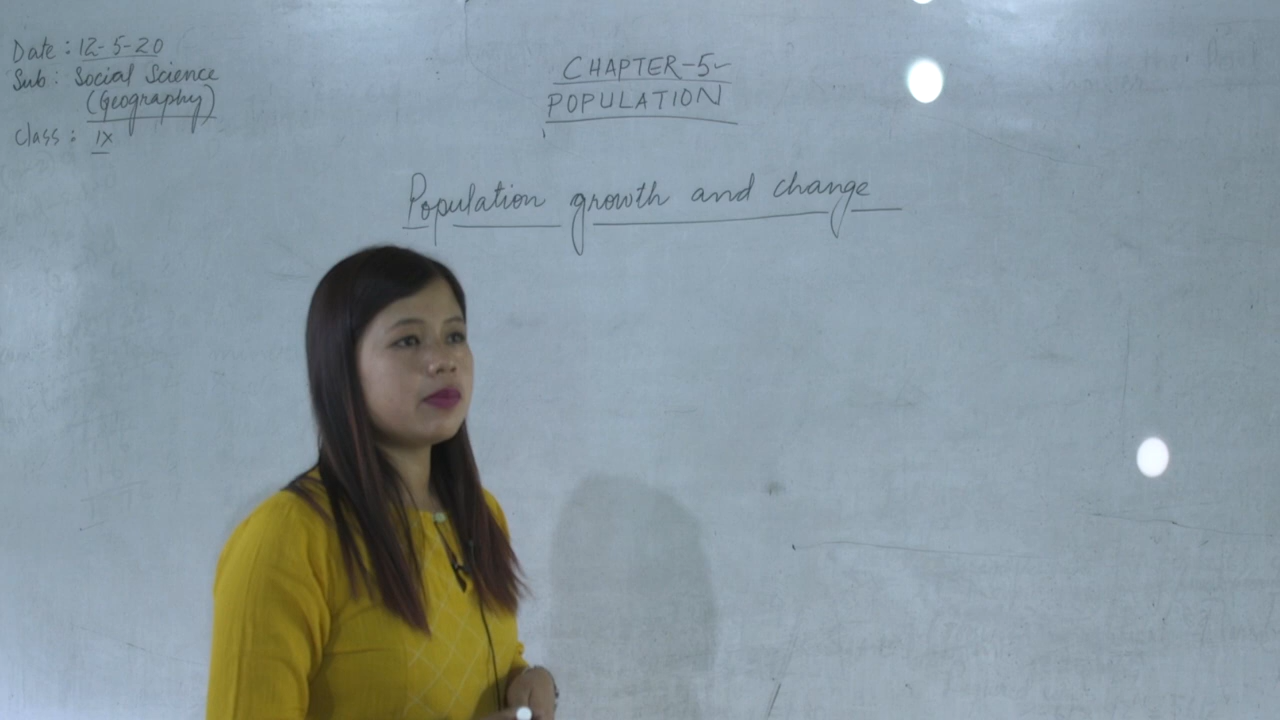 Date : 12-5-20
Sub : Social Science
(Geography)
Class : IX
CHAPTER-5
POPULATION
Population growth and change